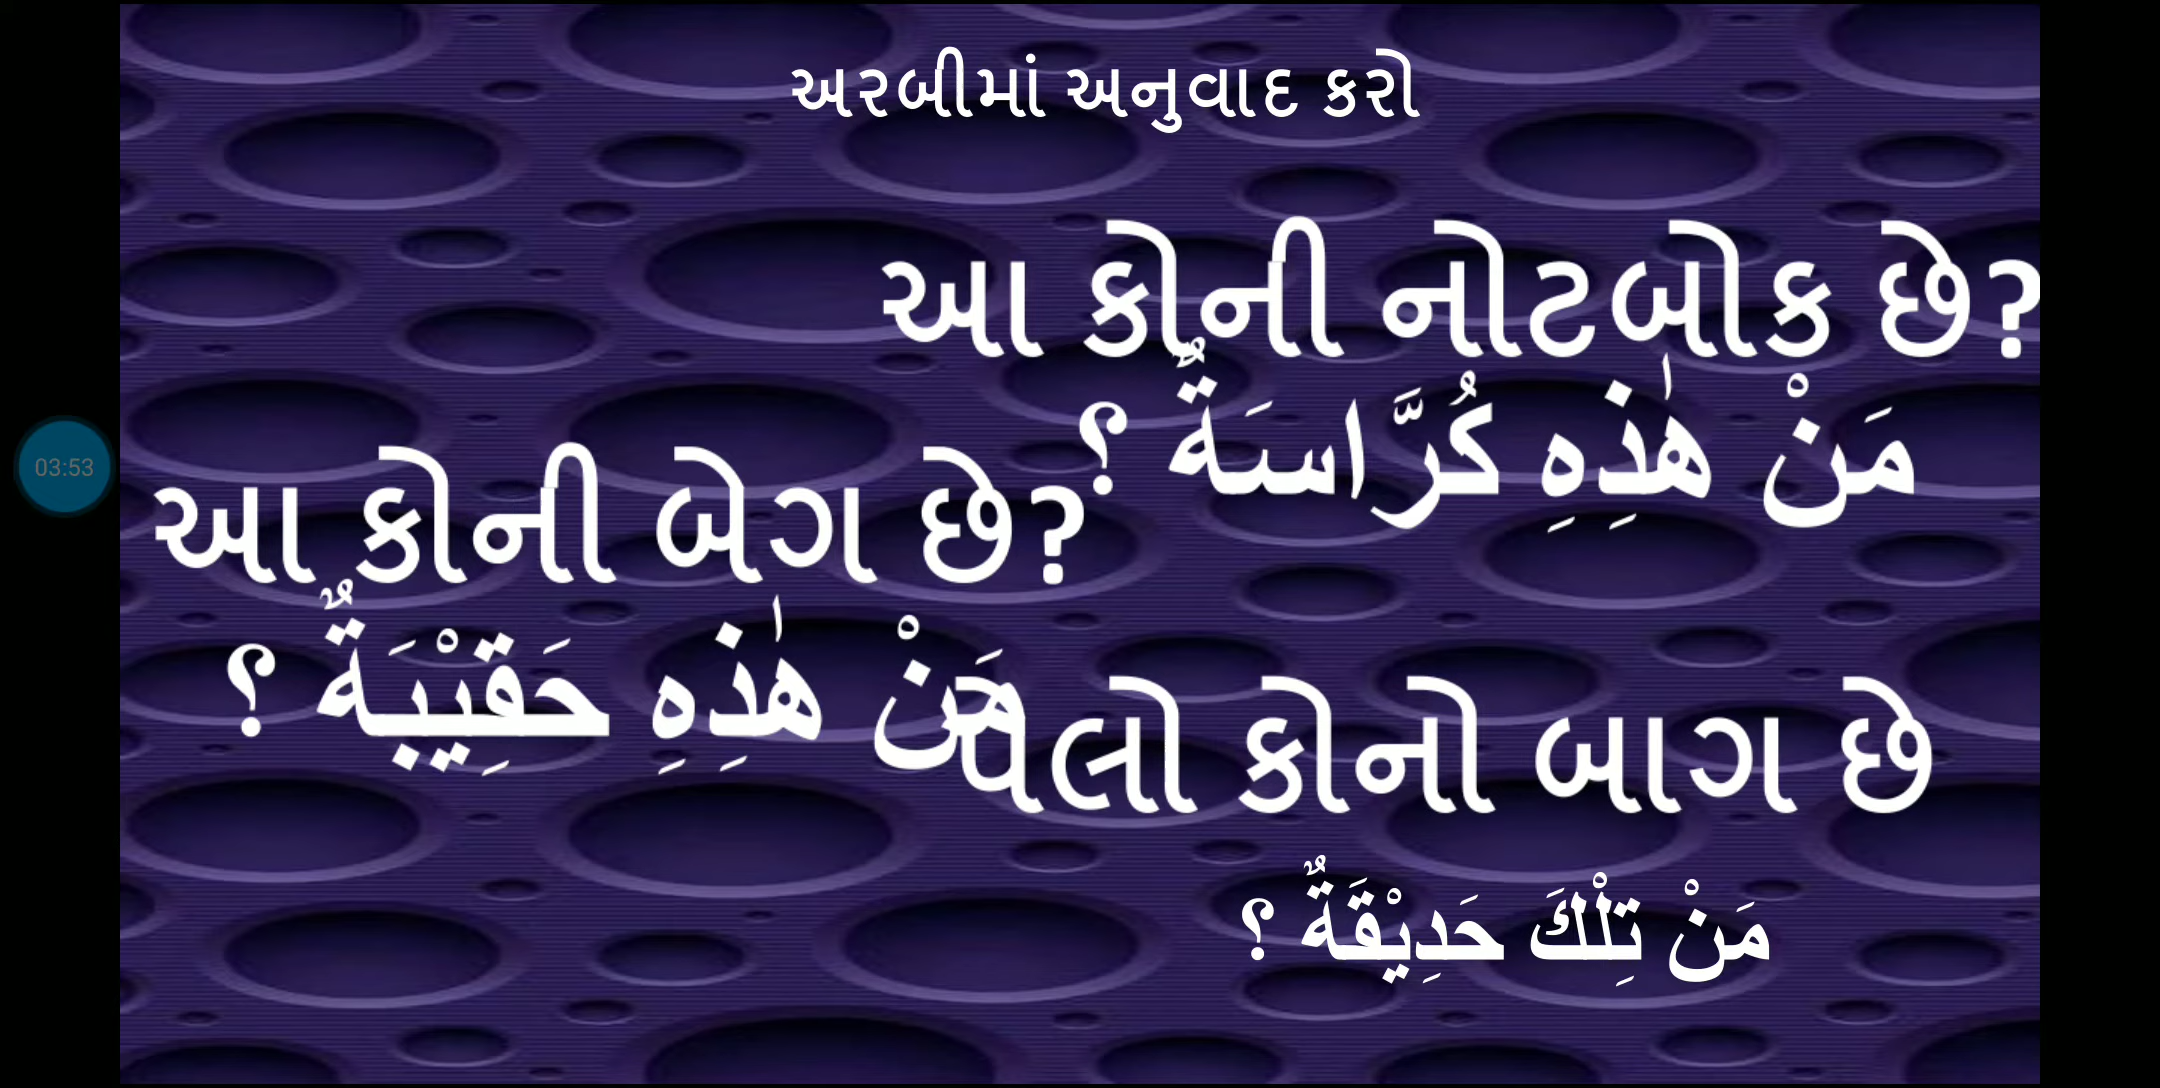 અરબીમાં અનુવાદ કરો
આ કોની નોટબોક છે?
مَنْ هٰذِهِ كُرَّاسَةٌ ؟
આ કોની બેગ છે?
مَنْ هٰذِهِ حَقِيْبَةٌ ؟
પેલો કોનો બાગ છે
مَنْ تِلْكَ حَدِيْقَةٌ ؟
03:53